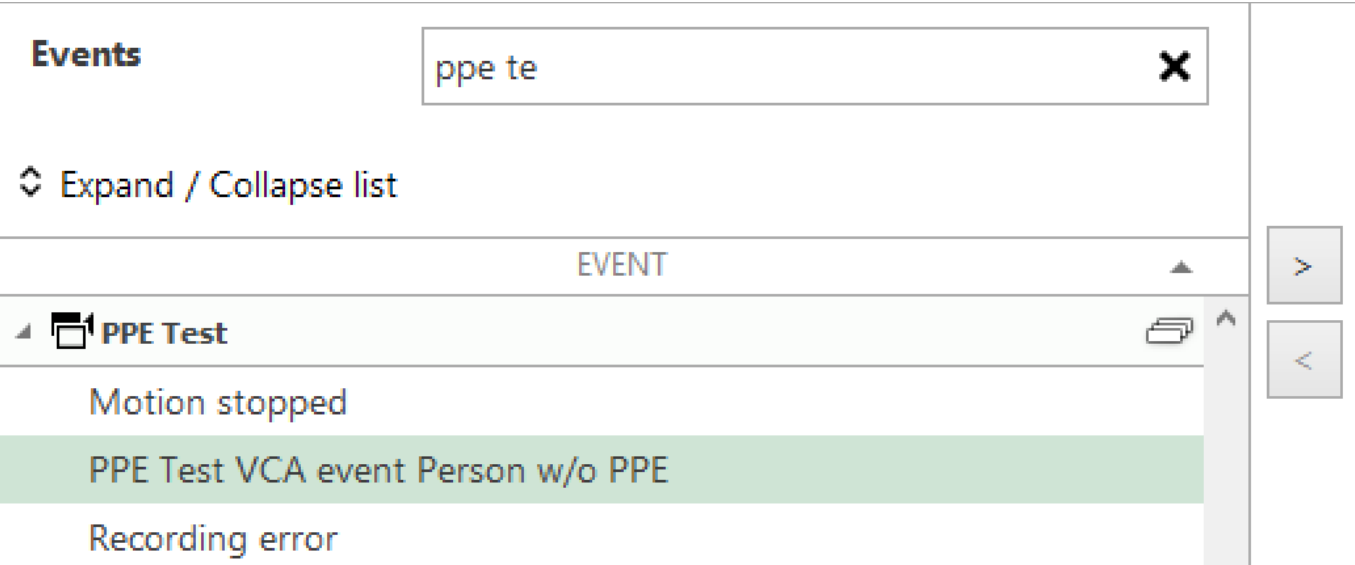 Events
ppe te
Expand / Collapse list
EVENT
>
PPE Test
<
Motion stopped
PPE Test VCA event Person w/o PPE
Recording error